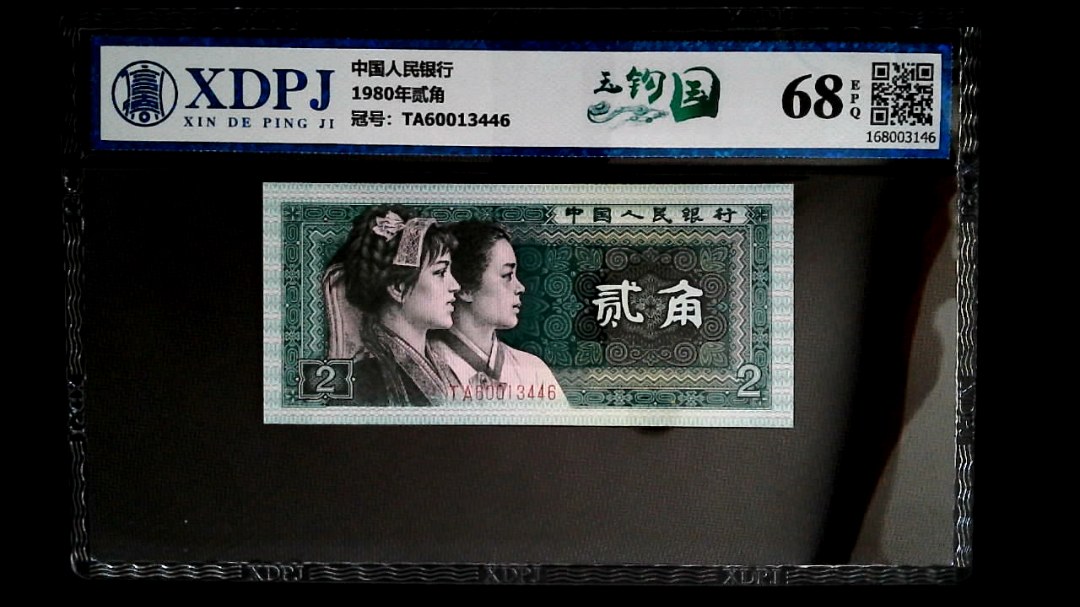 XDPJ
XIN DE PING JI
中国人民银行
1980年贰角
冠号：TA60013446
玉钩国
68
EPQ
168003146
中国人民银行
贰角
2
TA60013446
2
XDPJ
XDPJ
XDPJ